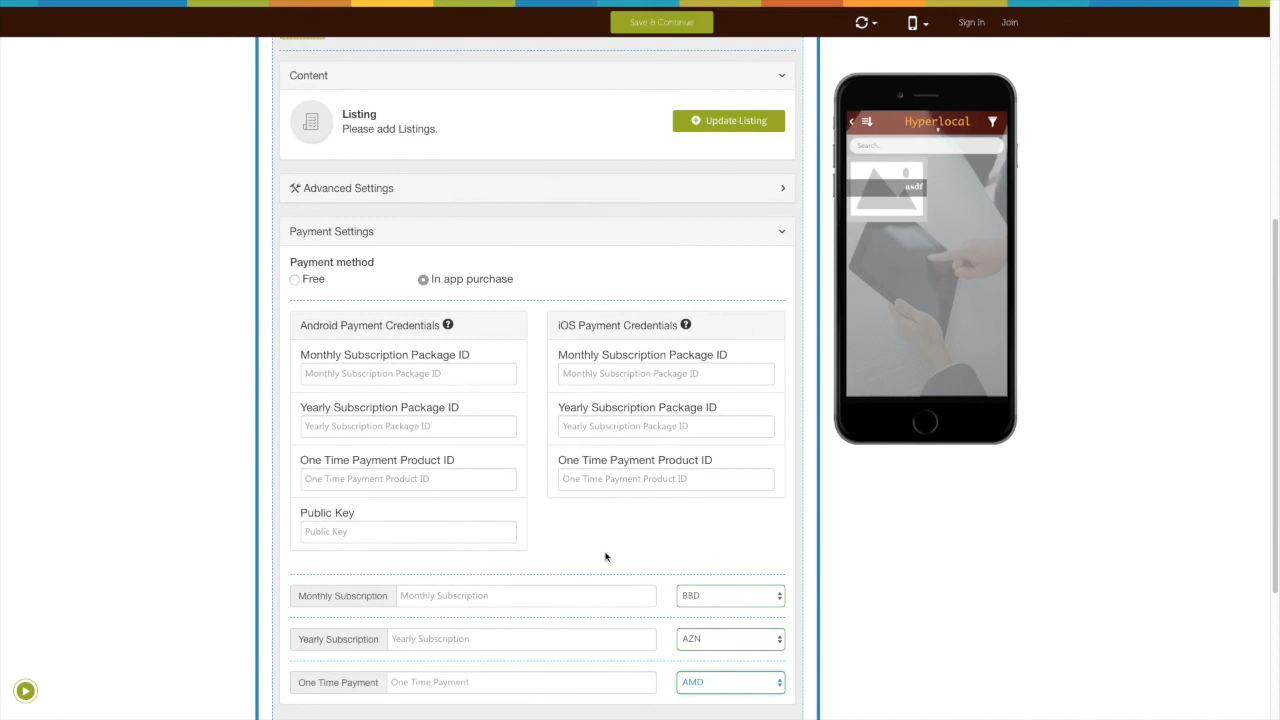 Save & Continue
Sign In
Join
Content
Listing
Please add Listings.
Update Listing
Advanced Settings
Payment Settings
Payment method
Free
In app purchase
Android Payment Credentials
Monthly Subscription Package ID
Monthly Subscription Package ID
Yearly Subscription Package ID
Yearly Subscription Package ID
One Time Payment Product ID
One Time Payment Product ID
Public Key
Public Key
iOS Payment Credentials
Monthly Subscription Package ID
Monthly Subscription Package ID
Yearly Subscription Package ID
Yearly Subscription Package ID
One Time Payment Product ID
One Time Payment Product ID
Monthly Subscription Monthly Subscription BBD
Yearly Subscription Yearly Subscription AZN
One Time Payment One Time Payment AMD
Hyperlocal
Search..
asdf